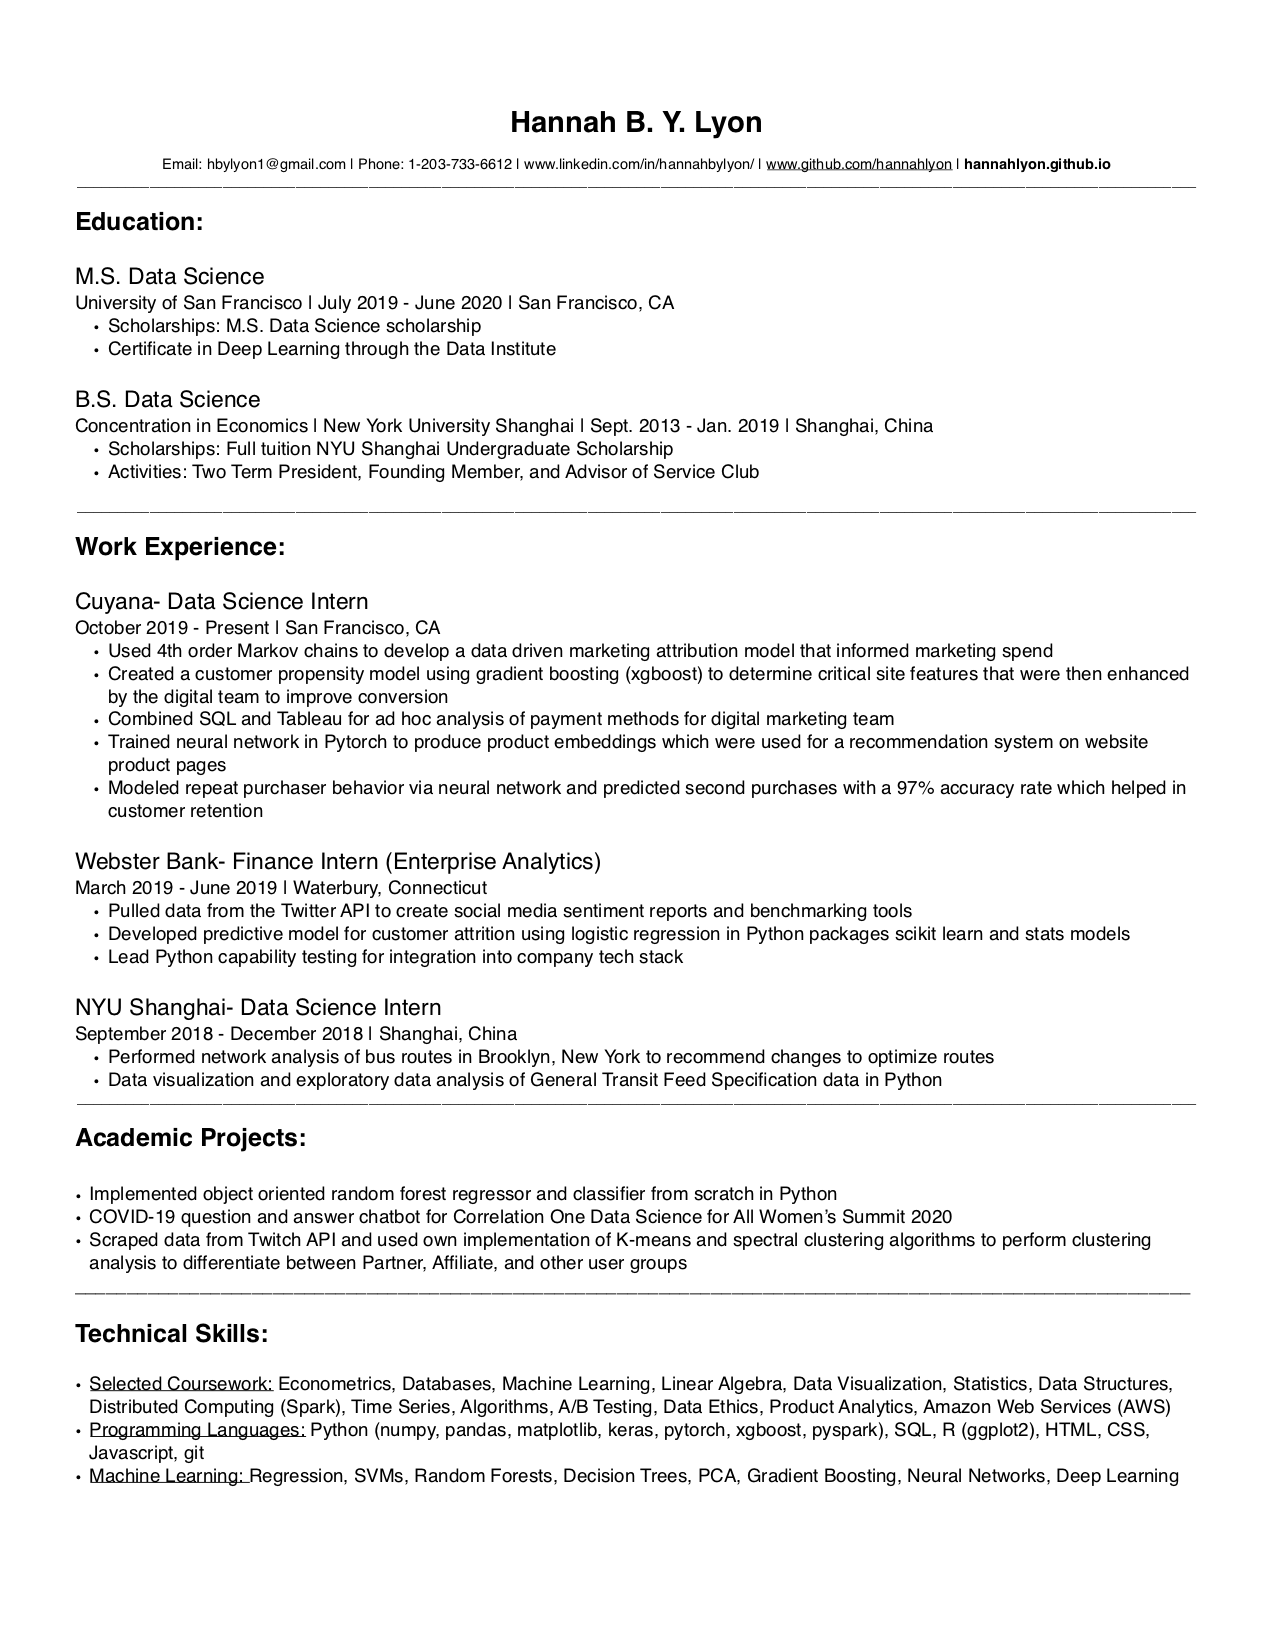 Hannah B. Y. Lyon
Email: hbylyon1@gmail.com | Phone: 1-203-733-6612 | www.linkedin.com/in/hannahbylyon/ | www.github.com/hannahlyon | hannahlyon.github.io
Education:
M.S. Data Science
University of San Francisco | July 2019 - June 2020 | San Francisco, CA
• Scholarships: M.S. Data Science scholarship
• Certificate in Deep Learning through the Data Institute
B.S. Data Science
Concentration in Economics | New York University Shanghai | Sept. 2013 - Jan. 2019 | Shanghai, China
• Scholarships: Full tuition NYU Shanghai Undergraduate Scholarship
• Activities: Two Term President, Founding Member, and Advisor of Service Club
Work Experience:
Cuyana- Data Science Intern
October 2019 - Present | San Francisco, CA
• Used 4th order Markov chains to develop a data driven marketing attribution model that informed marketing spend
• Created a customer propensity model using gradient boosting (xgboost) to determine critical site features that were then enhanced
by the digital team to improve conversion
• Combined SQL and Tableau for ad hoc analysis of payment methods for digital marketing team
• Trained neural network in Pytorch to produce product embeddings which were used for a recommendation system on website
product pages
• Modeled repeat purchaser behavior via neural network and predicted second purchases with a 97% accuracy rate which helped in
customer retention
Webster Bank- Finance Intern (Enterprise Analytics)
March 2019 - June 2019 | Waterbury, Connecticut
• Pulled data from the Twitter API to create social media sentiment reports and benchmarking tools
• Developed predictive model for customer attrition using logistic regression in Python packages scikit learn and stats models
• Lead Python capability testing for integration into company tech stack
NYU Shanghai- Data Science Intern
September 2018 - December 2018 | Shanghai, China
• Performed network analysis of bus routes in Brooklyn, New York to recommend changes to optimize routes
• Data visualization and exploratory data analysis of General Transit Feed Specification data in Python
Academic Projects:
• Implemented object oriented random forest regressor and classifier from scratch in Python
• COVID-19 question and answer chatbot for Correlation One Data Science for All Women’s Summit 2020
• Scraped data from Twitch API and used own implementation of K-means and spectral clustering algorithms to perform clustering
analysis to differentiate between Partner, Affiliate, and other user groups
Technical Skills:
• Selected Coursework: Econometrics, Databases, Machine Learning, Linear Algebra, Data Visualization, Statistics, Data Structures,
Distributed Computing (Spark), Time Series, Algorithms, A/B Testing, Data Ethics, Product Analytics, Amazon Web Services (AWS)
• Programming Languages: Python (numpy, pandas, matplotlib, keras, pytorch, xgboost, pyspark), SQL, R (ggplot2), HTML, CSS,
Javascript, git
• Machine Learning: Regression, SVMs, Random Forests, Decision Trees, PCA, Gradient Boosting, Neural Networks, Deep Learning